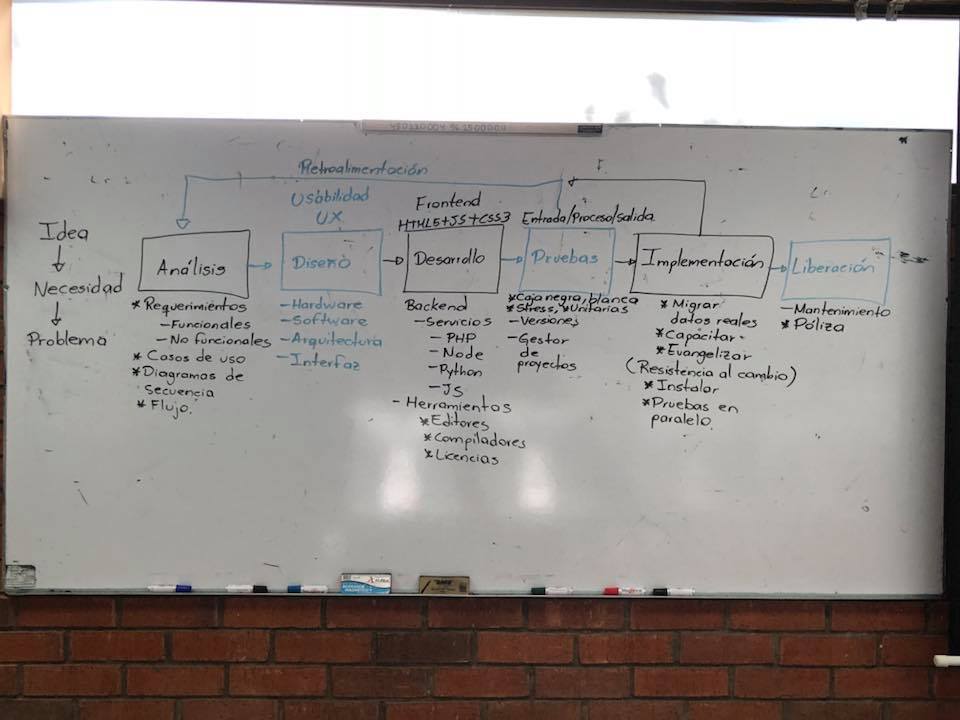 Retroalimentación
Idea
Necesidad
Problema
Análisis
* Requerimientos
- Funcionales
- No funcionales
* Casos de uso
* Diagramas de
secuencia
* Flujo.
Usabilidad
UX
Diseño
- Hardware
- Software
- Arquitectura
- Interfaz
Frontend
HTML5+JS+CSS3
Desarrollo
Backend
- Servicios
- PHP
- Node
- Python
- JS
- Herramientas
* Editores
* Compiladores
* Licencias
Entrada/Proceso/salida
Pruebas
* Caja negra, blanca
* Stress, * Unitarias
- Versiones
- Gestor
de
proyectos
Implementación
* Migrar
datos reales
* Capacitar
* Evangelizar
(Resistencia al cambio)
* Instalar
* Pruebas en
paralelo.
Liberación
- Mantenimiento
* Póliza